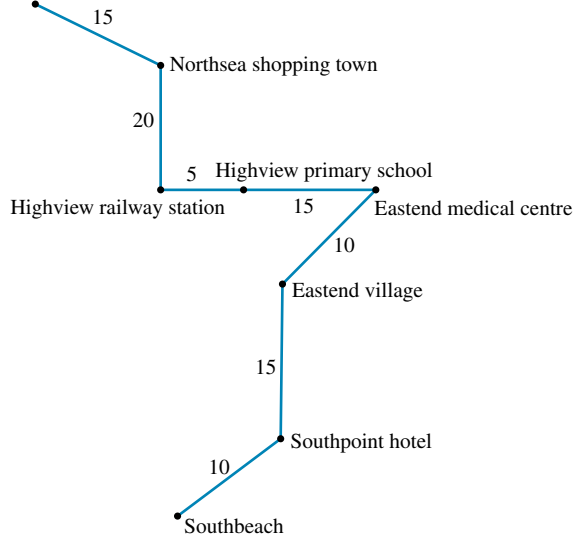 15
Northsea shopping town
20
5
Highview primary school
Highview railway station
15
Eastend medical centre
10
Eastend village
15
Southpoint hotel
10
Southbeach